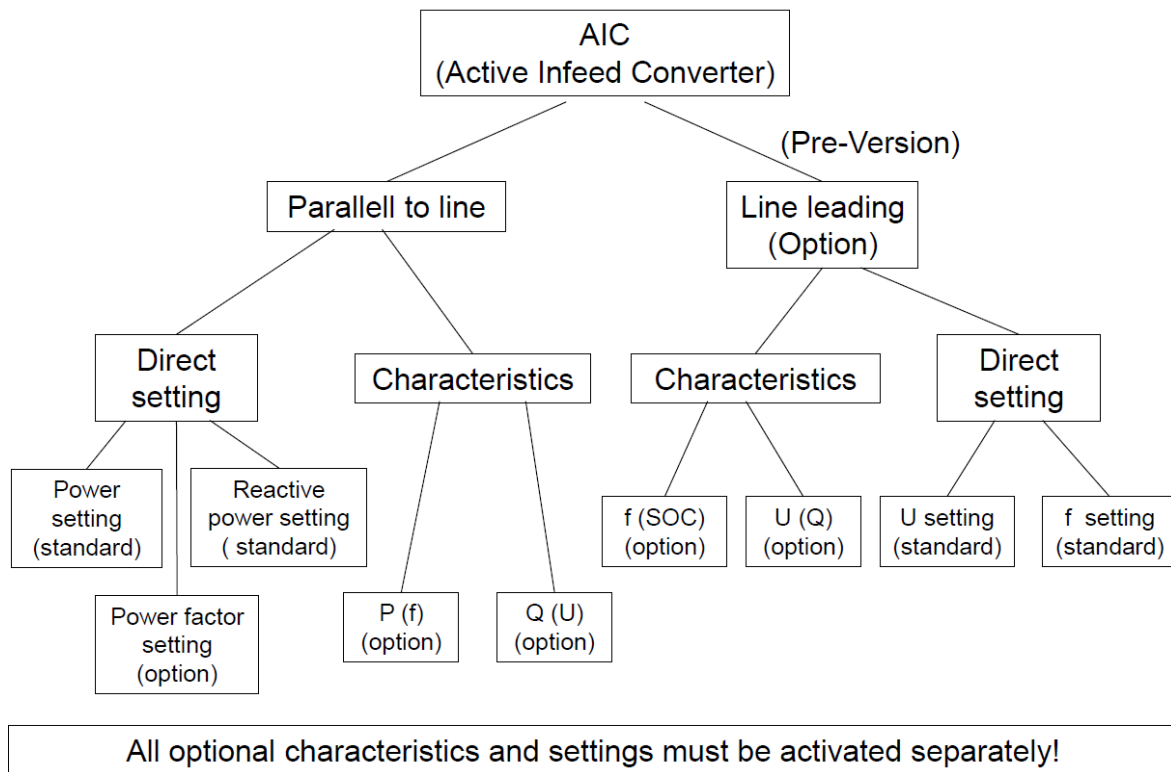 AIC
(Active Infeed Converter)
(Pre-Version)
Parallell to line
Line leading
(Option)
Direct
setting
Characteristics
Characteristics
Direct
setting
Power
setting
(standard)
Reactive
power setting
( standard)
Power factor
setting
(option)
P (f)
(option)
Q (U)
(option)
f (SOC)
(option)
U (Q)
(option)
U setting
(standard)
f setting
(standard)
All optional characteristics and settings must be activated separately!